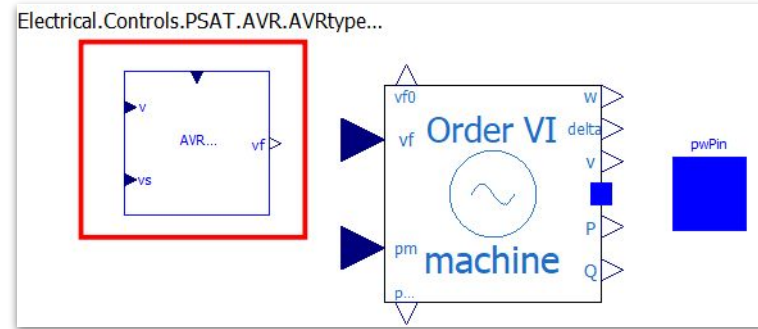 Electrical.Controls.PSAT.AVR.AVRtype...
v
AVR...
vf
vs
vf0
vf
Order VI
machine
pm
p...
w
delta
v
P
Q
pwPin